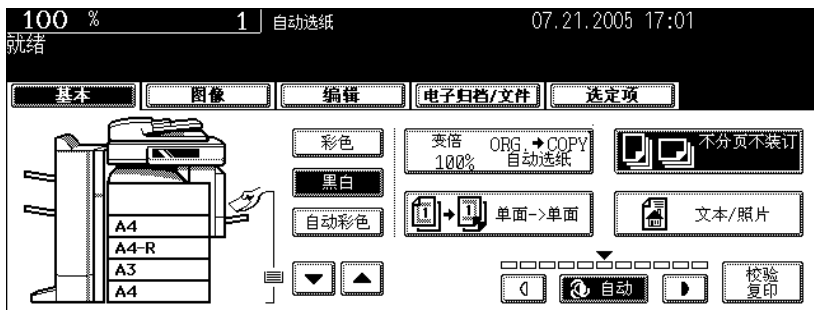 100 % 1 自动选纸 07.21.2005 17:01
就绪
基本 图像 编辑 电子归档/文件 选定项
彩色 变倍 100% ORG.→COPY 自动选纸 不分页不装订
黑白
自动彩色 1→1 单面->单面 文本/照片
A4
A4-R
A3
A4
自动 校验复印